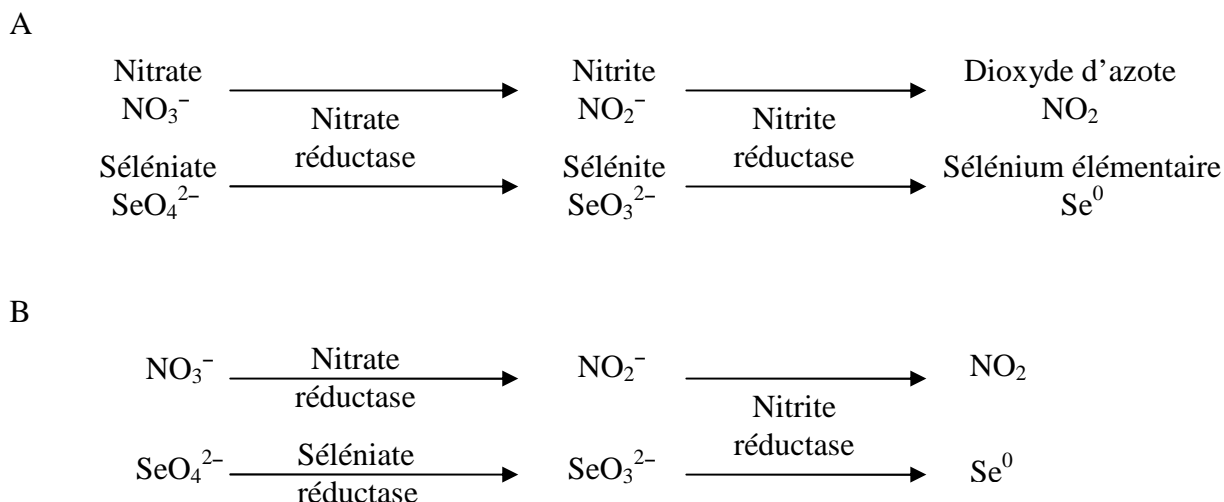 A
Nitrate Nitrite Dioxyde d’azote
NO₃⁻ Nitrate NO₂⁻ Nitrite NO₂
réductase réductase
Séléniate Sélénite Sélénium élémentaire
SeO₄²⁻ SeO₃²⁻ Se⁰
B
NO₃⁻ Nitrate NO₂⁻ NO₂
réductase Nitrite
réductase
SeO₄²⁻ Séléniate SeO₃²⁻ Se⁰
réductase